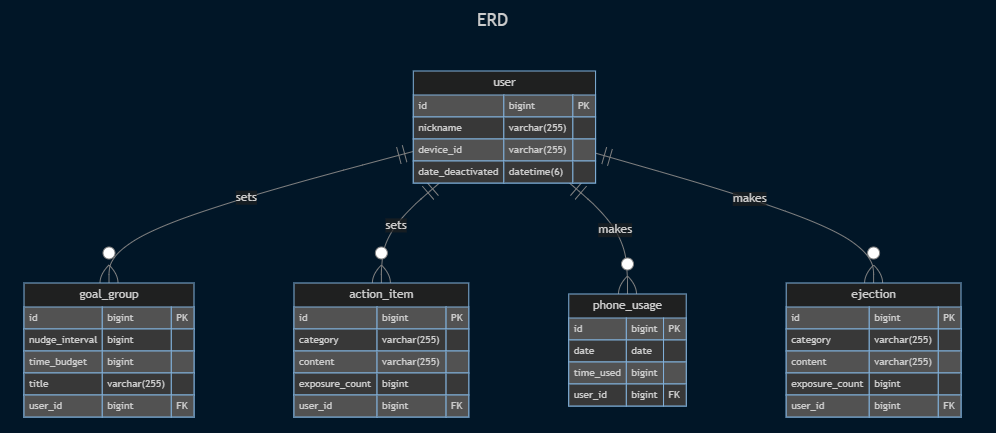 ERD
user
id bigint PK
nickname varchar(255)
device_id varchar(255)
date_deactivated datetime(6)
sets
sets
makes
makes
goal_group
id bigint PK
nudge_interval bigint
time_budget bigint
title varchar(255)
user_id bigint FK
action_item
id bigint PK
category varchar(255)
content varchar(255)
exposure_count bigint
user_id bigint FK
phone_usage
id bigint PK
date date
time_used bigint
user_id bigint FK
ejection
id bigint PK
category varchar(255)
content varchar(255)
exposure_count bigint
user_id bigint FK